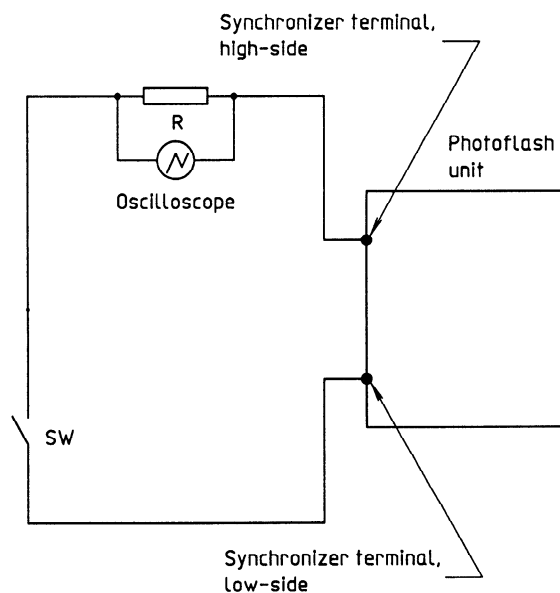 Synchronizer terminal,
high-side
R
Photoflash
unit
Oscilloscope
SW
Synchronizer terminal,
low-side